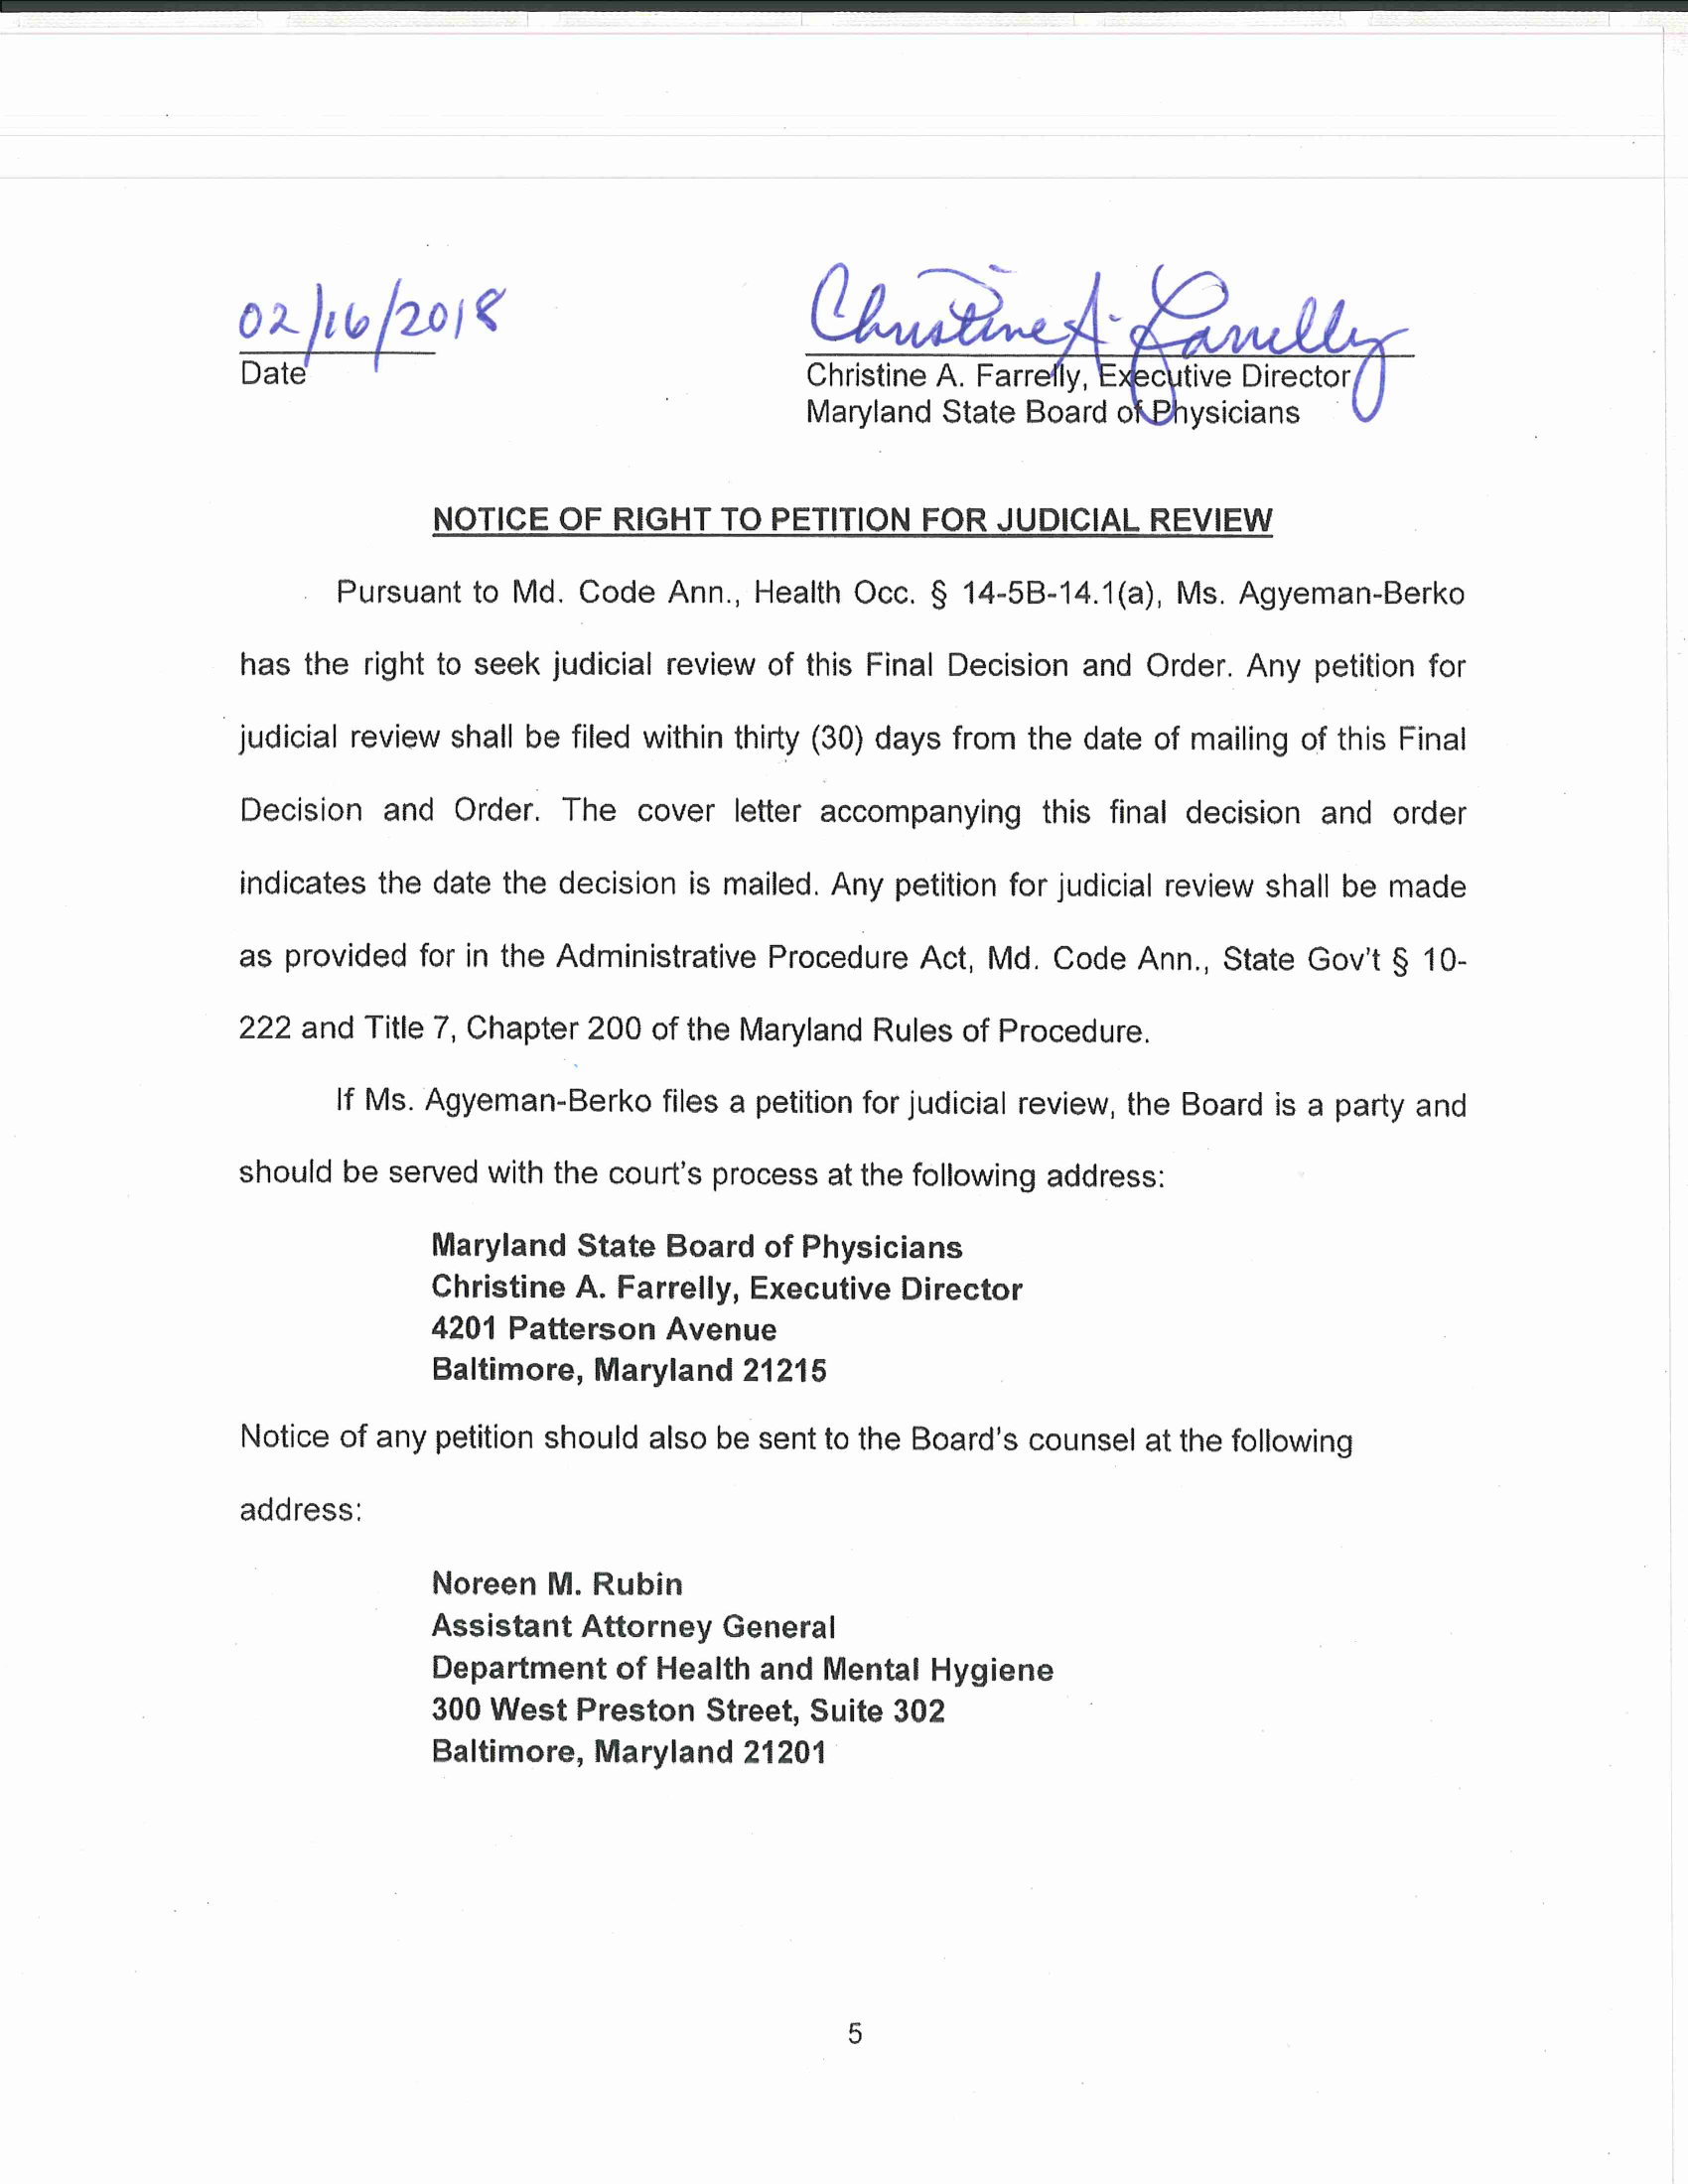 02/16/2018
Christine A. Farrelly
Date
Christine A. Farrelly, Executive Director
Maryland State Board of Physicians
NOTICE OF RIGHT TO PETITION FOR JUDICIAL REVIEW
Pursuant to Md. Code Ann., Health Occ. § 14-5B-14.1(a), Ms. Agyeman-Berko
has the right to seek judicial review of this Final Decision and Order. Any petition for
judicial review shall be filed within thirty (30) days from the date of mailing of this Final
Decision and Order. The cover letter accompanying this final decision and order
indicates the date the decision is mailed. Any petition for judicial review shall be made
as provided for in the Administrative Procedure Act, Md. Code Ann., State Gov't § 10-
222 and Title 7, Chapter 200 of the Maryland Rules of Procedure.
If Ms. Agyeman-Berko files a petition for judicial review, the Board is a party and
should be served with the court's process at the following address:
Maryland State Board of Physicians
Christine A. Farrelly, Executive Director
4201 Patterson Avenue
Baltimore, Maryland 21215
Notice of any petition should also be sent to the Board's counsel at the following
address:
Noreen M. Rubin
Assistant Attorney General
Department of Health and Mental Hygiene
300 West Preston Street, Suite 302
Baltimore, Maryland 21201
5